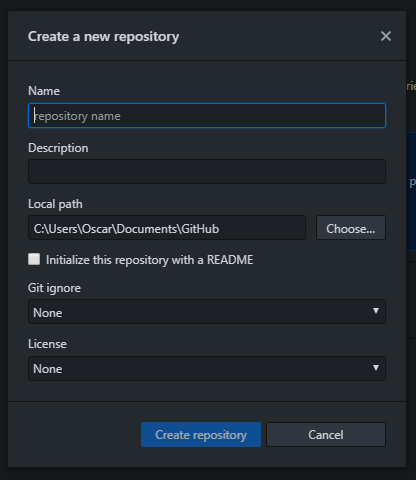 Create a new repository
Name
repository name
Description
Local path
C:\Users\Oscar\Documents\GitHub
Choose...
Initialize this repository with a README
Git ignore
None
License
None
Create repository
Cancel